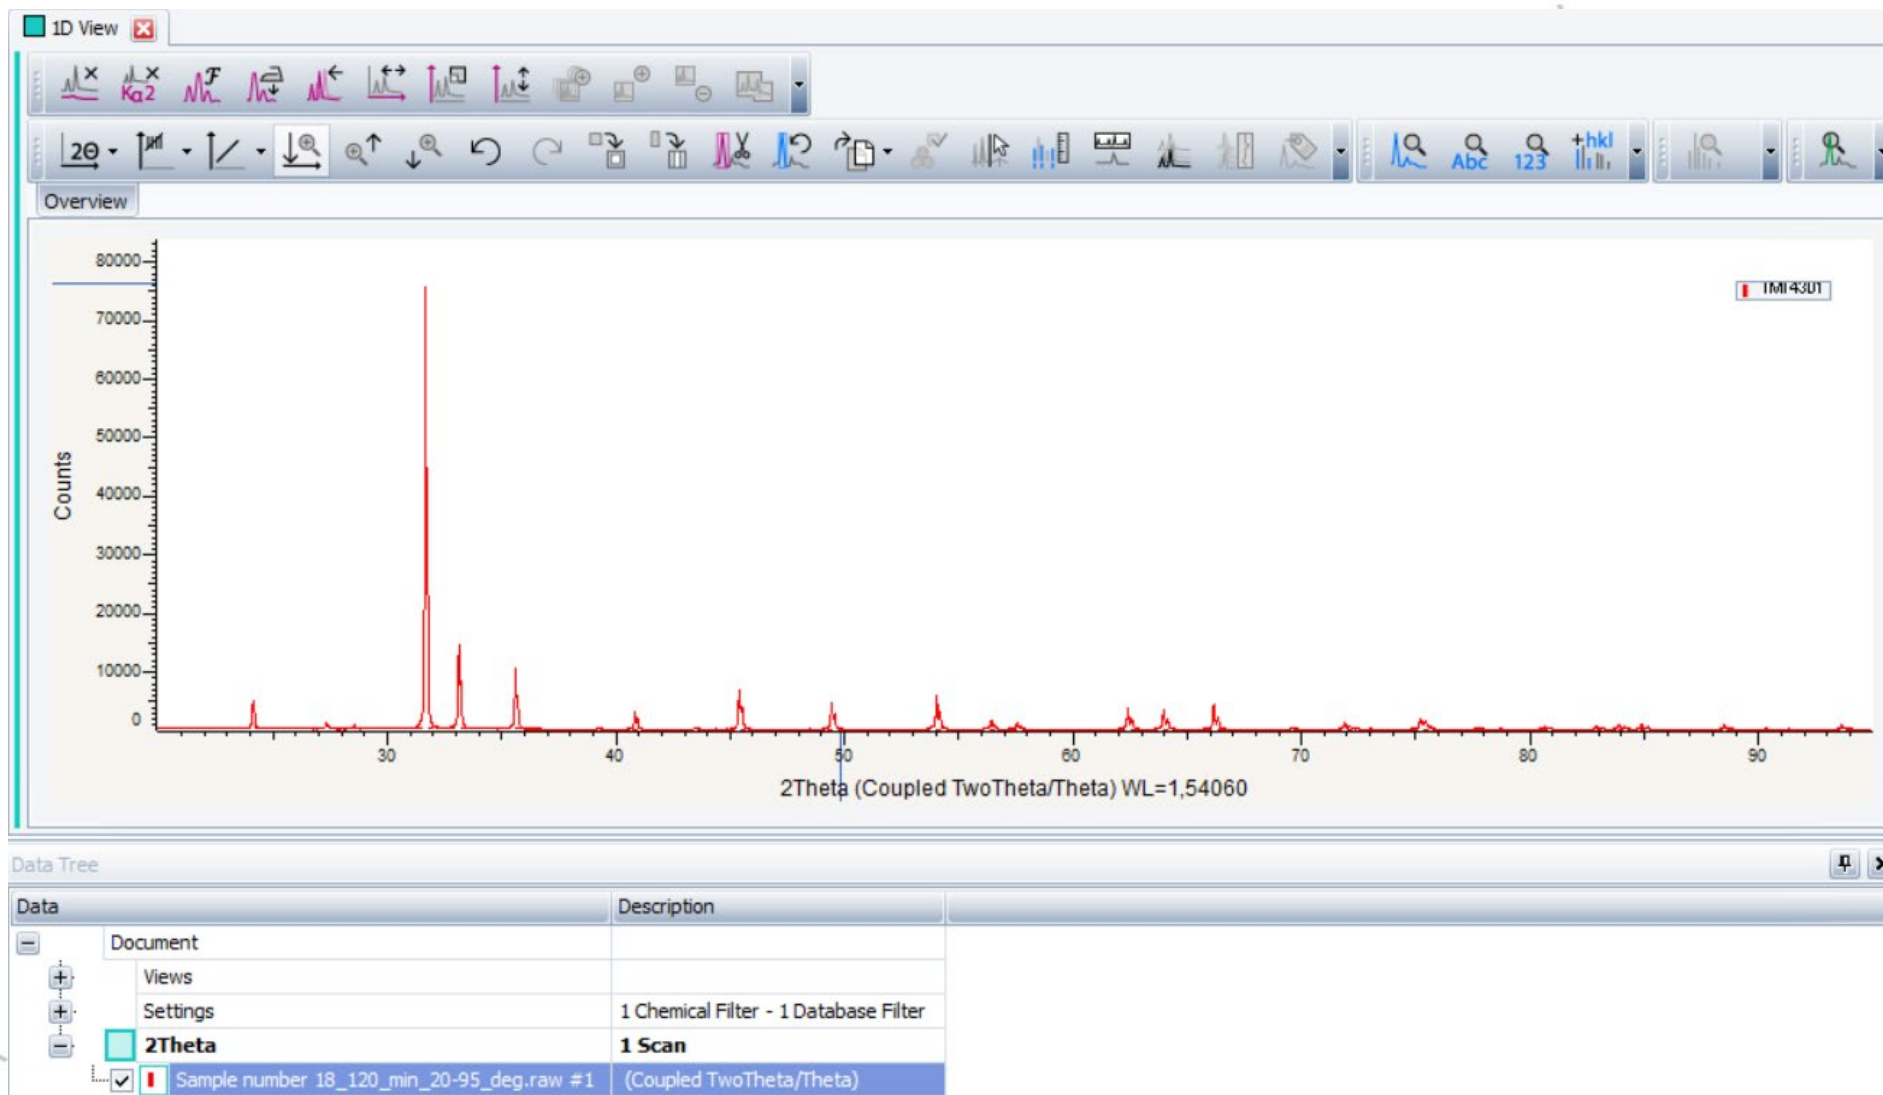 1D View
Kα2
2Θ
Abc
123
+hkl
Overview
80000
70000
60000
50000
40000
30000
20000
10000
0
Counts
30 40 50 60 70 80 90
2Theta (Coupled TwoTheta/Theta) WL=1,54060
Data Tree
Data Description
Document
Views
Settings 1 Chemical Filter - 1 Database Filter
2Theta 1 Scan
Sample number 18_120_min_20-95_deg.raw #1 (Coupled TwoTheta/Theta)